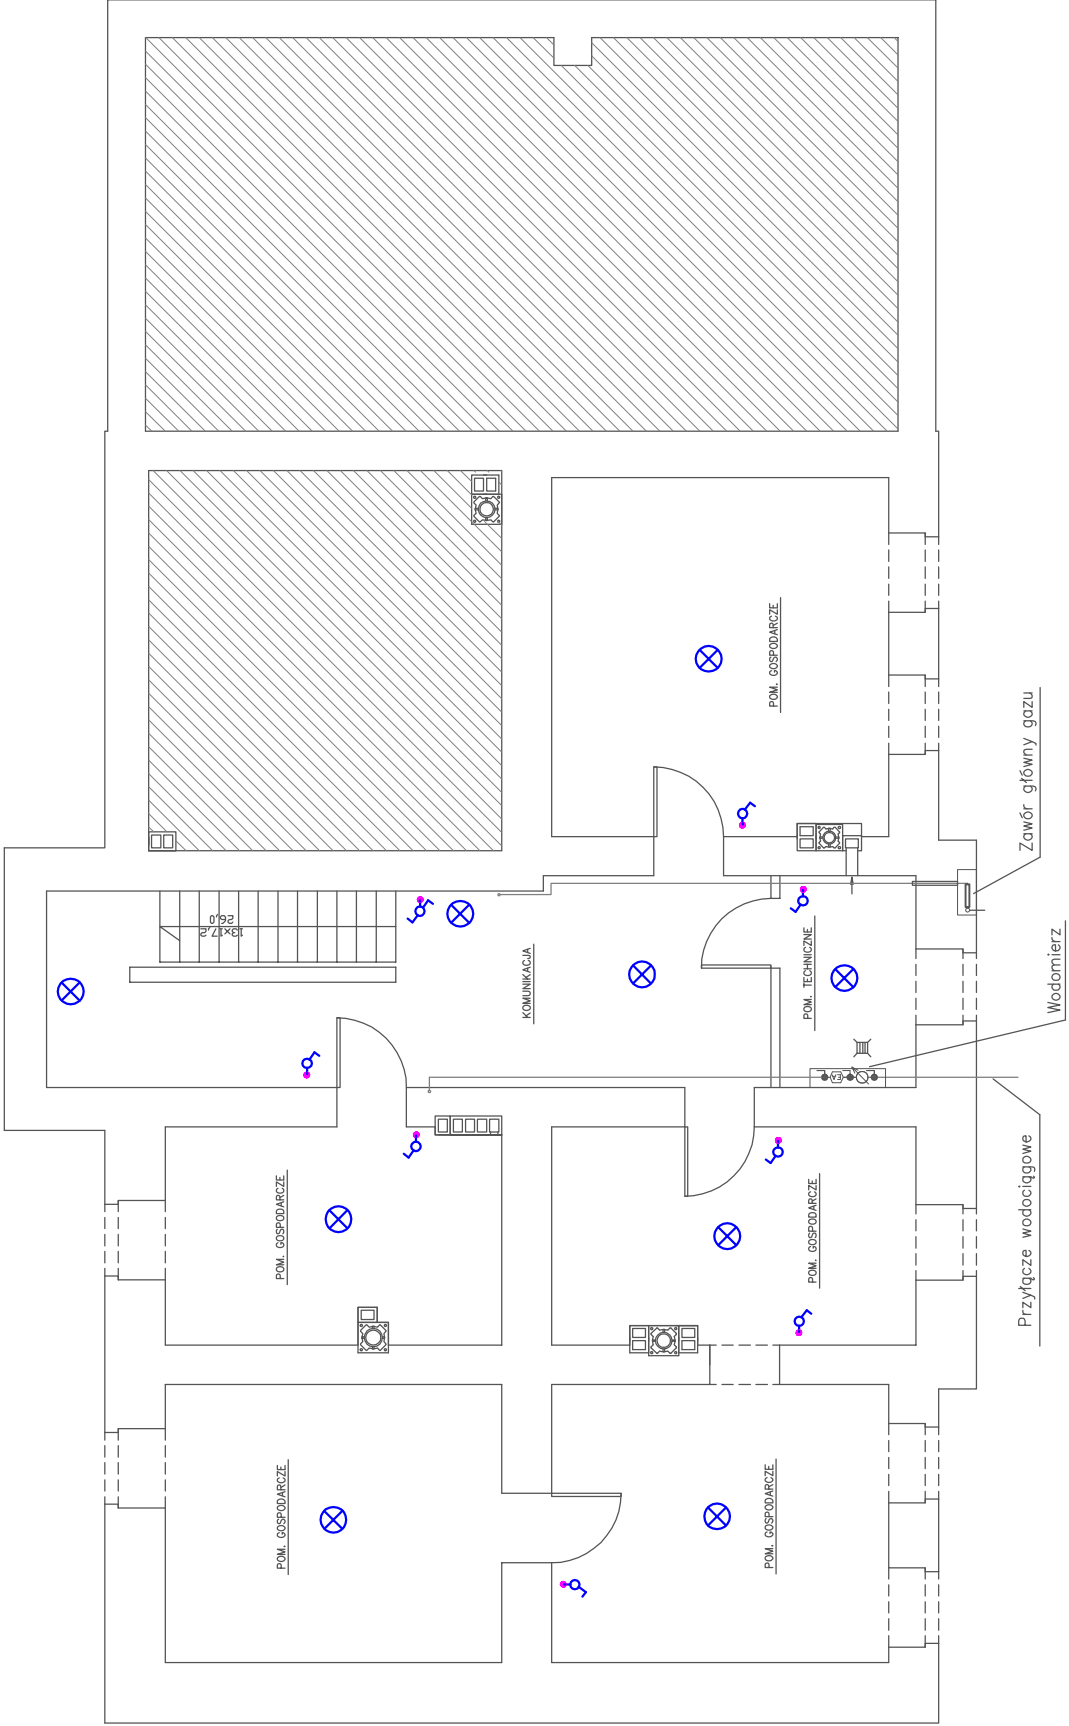 POM. GOSPODARCZE
Zawór główny gazu
13x17,2
26,0
KOMUNIKACJA
POM. TECHNICZNE
Wodomierz
EA
POM. GOSPODARCZE
POM. GOSPODARCZE
Przyłącze wodociągowe
POM. GOSPODARCZE
POM. GOSPODARCZE